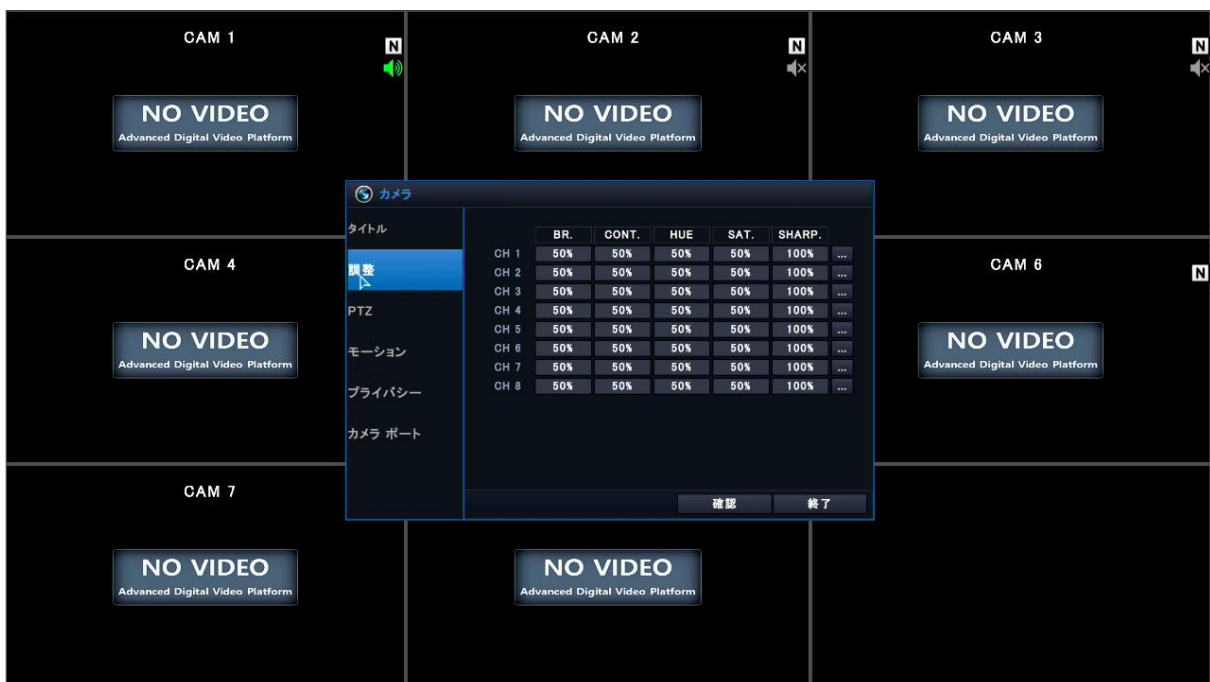 CAM 1
N
CAM 2
N
CAM 3
N
NO VIDEO
Advanced Digital Video Platform
NO VIDEO
Advanced Digital Video Platform
NO VIDEO
Advanced Digital Video Platform
カメラ
タイトル
調整
PTZ
モーション
プライバシー
カメラ ポート
BR. CONT. HUE SAT. SHARP.
CH 1 50% 50% 50% 50% 100% ...
CH 2 50% 50% 50% 50% 100% ...
CH 3 50% 50% 50% 50% 100% ...
CH 4 50% 50% 50% 50% 100% ...
CH 5 50% 50% 50% 50% 100% ...
CH 6 50% 50% 50% 50% 100% ...
CH 7 50% 50% 50% 50% 100% ...
CH 8 50% 50% 50% 50% 100% ...
確認 終了
CAM 4
NO VIDEO
Advanced Digital Video Platform
CAM 6
N
NO VIDEO
Advanced Digital Video Platform
CAM 7
NO VIDEO
Advanced Digital Video Platform
NO VIDEO
Advanced Digital Video Platform